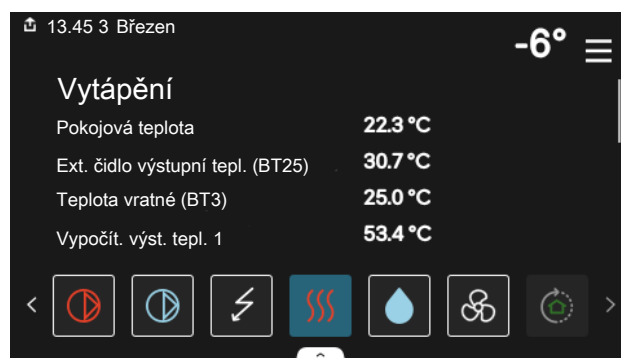 13.45 3 Březen
-6°
Vytápění
Pokojová teplota 22.3 °C
Ext. čidlo výstupní tepl. (BT25) 30.7 °C
Teplota vratné (BT3) 25.0 °C
Vypočít. výst. tepl. 1 53.4 °C